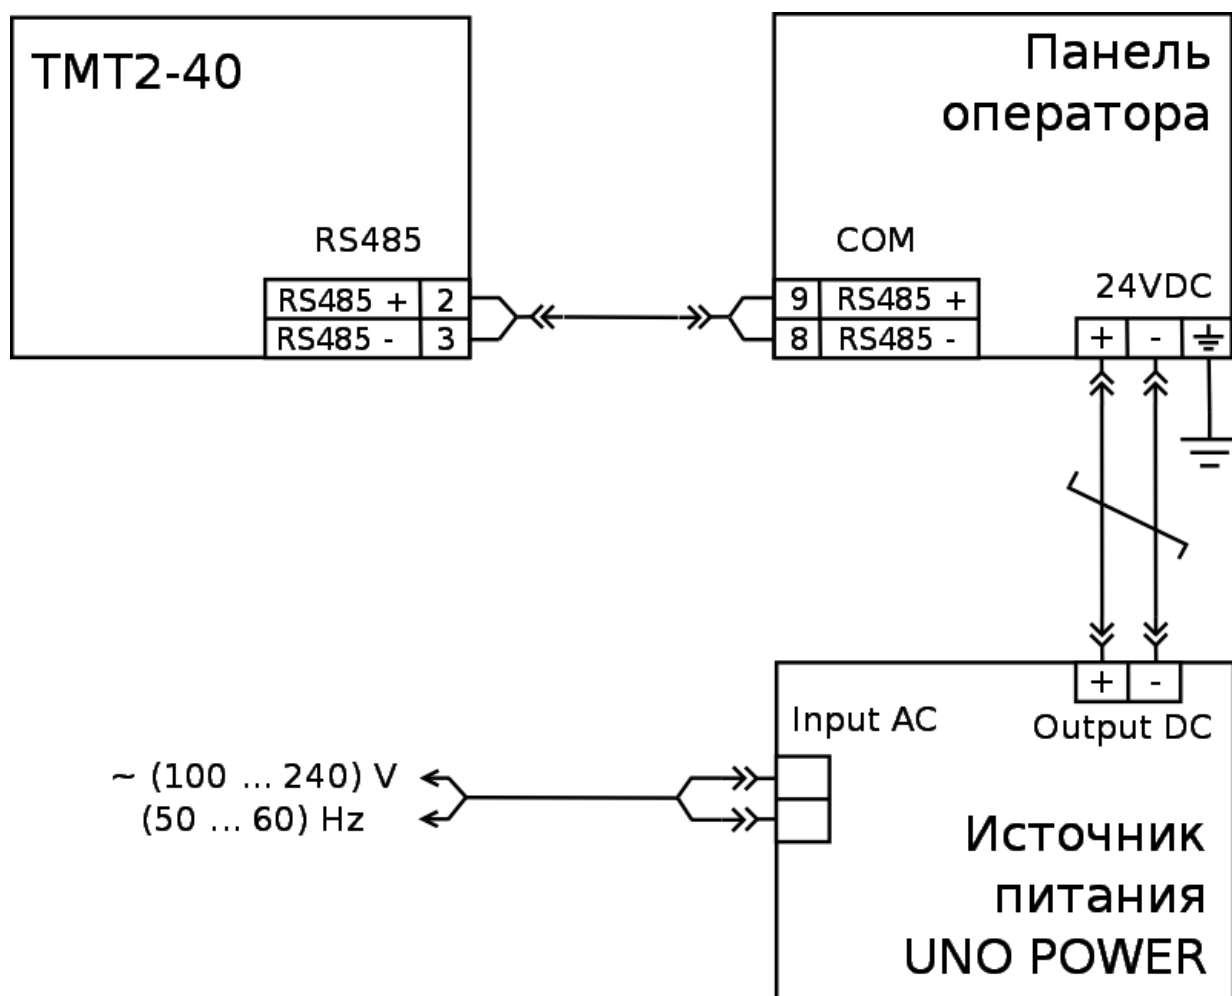 ТМТ2-40
Панель
оператора
RS485
COM
RS485 + 2
RS485 - 3
9 RS485 +
8 RS485 -
24VDC
+ -
+ -
Input AC
Output DC
~ (100 ... 240) V
(50 ... 60) Hz
Источник
питания
UNO POWER